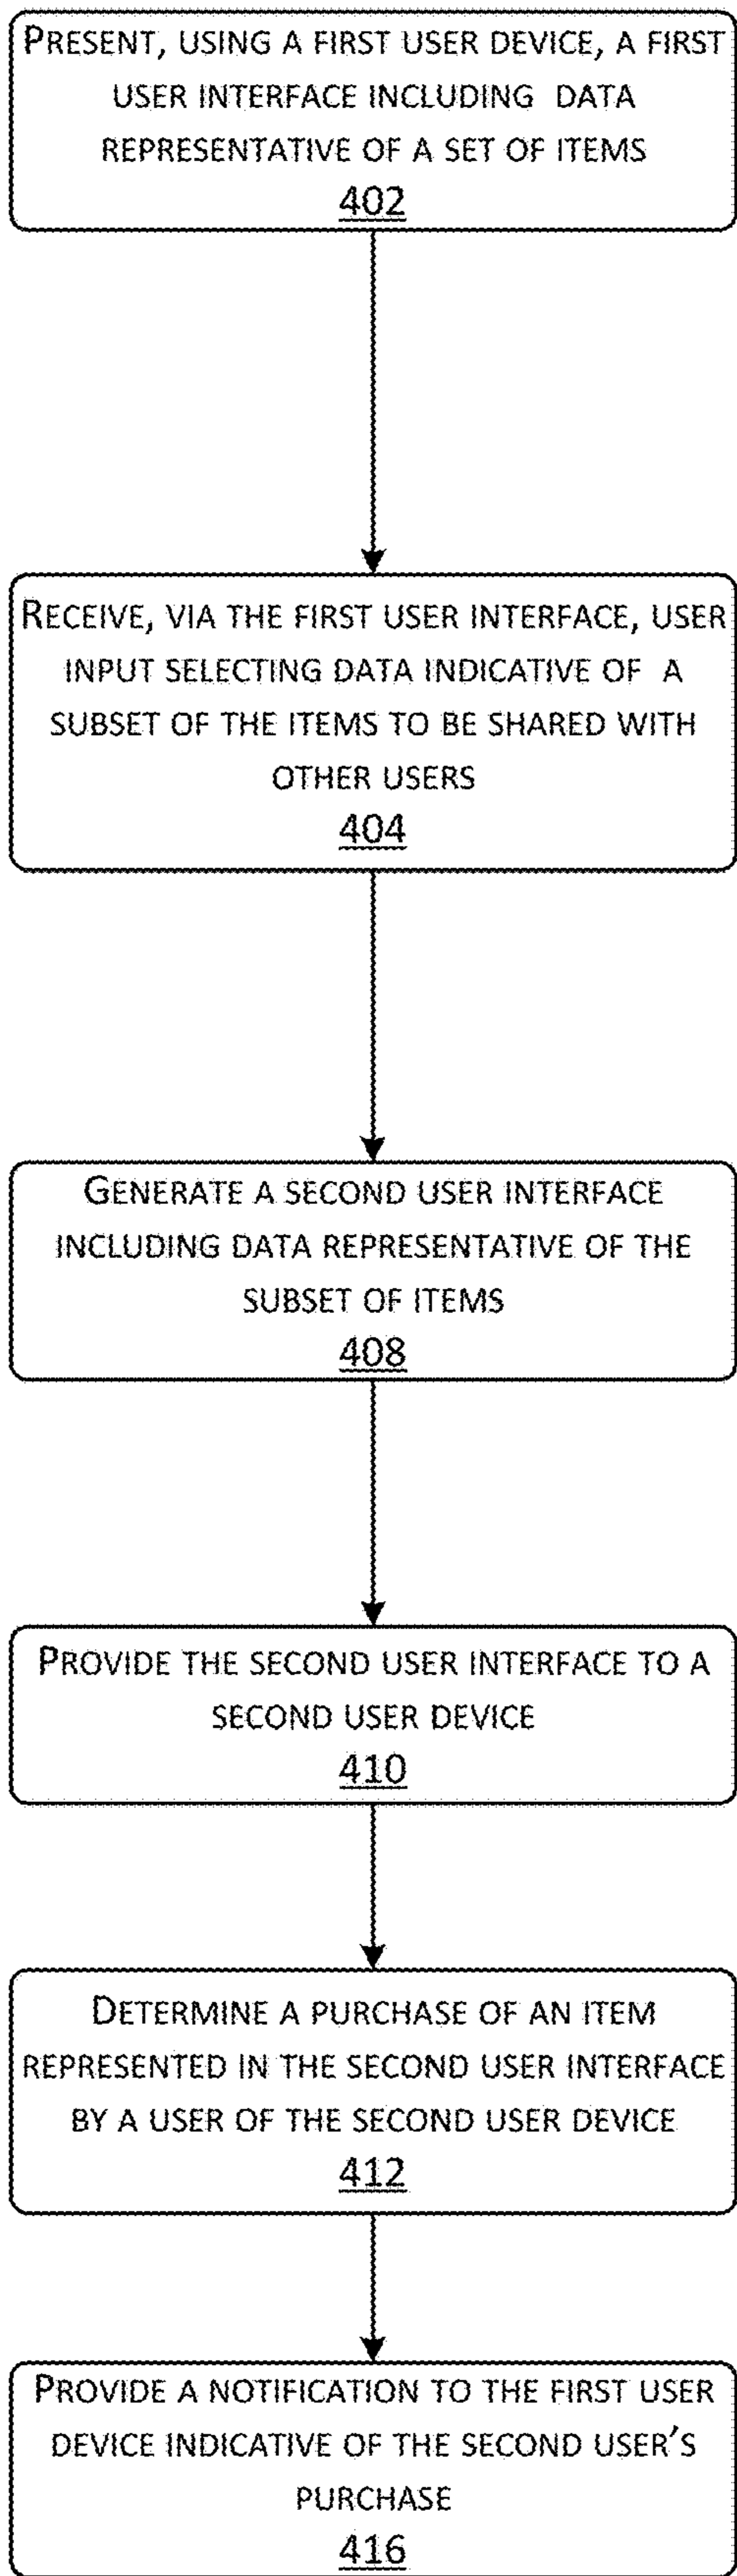 PRESENT, USING A FIRST USER DEVICE, A FIRST
USER INTERFACE INCLUDING DATA
REPRESENTATIVE OF A SET OF ITEMS
402
RECEIVE, VIA THE FIRST USER INTERFACE, USER
INPUT SELECTING DATA INDICATIVE OF A
SUBSET OF THE ITEMS TO BE SHARED WITH
OTHER USERS
404
GENERATE A SECOND USER INTERFACE
INCLUDING DATA REPRESENTATIVE OF THE
SUBSET OF ITEMS
408
PROVIDE THE SECOND USER INTERFACE TO A
SECOND USER DEVICE
410
DETERMINE A PURCHASE OF AN ITEM
REPRESENTED IN THE SECOND USER INTERFACE
BY A USER OF THE SECOND USER DEVICE
412
PROVIDE A NOTIFICATION TO THE FIRST USER
DEVICE INDICATIVE OF THE SECOND USER'S
PURCHASE
416